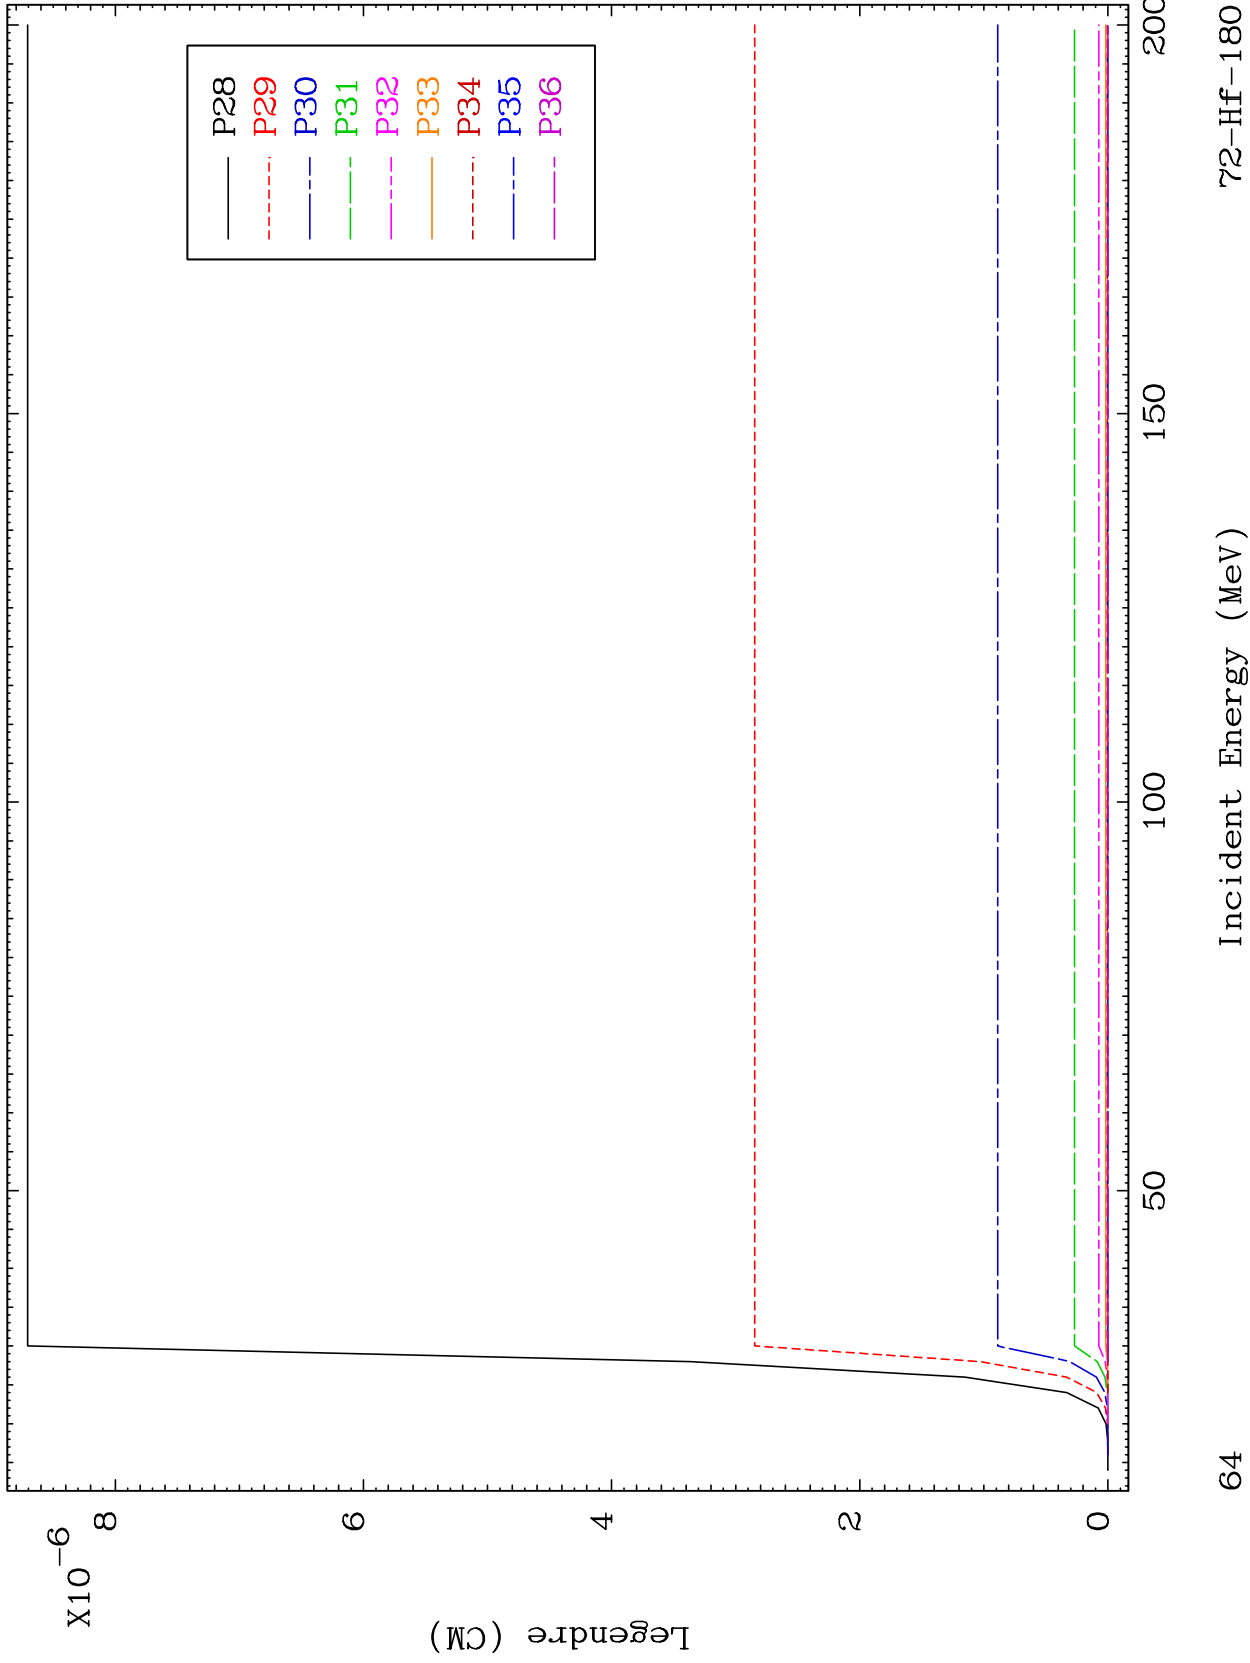 X10-6
8
6
4
2
0
Legendre (CM)
P28
P29
P30
P31
P32
P33
P34
P35
P36
50
100
150
200
Incident Energy (MeV)
64
72-Hf-180